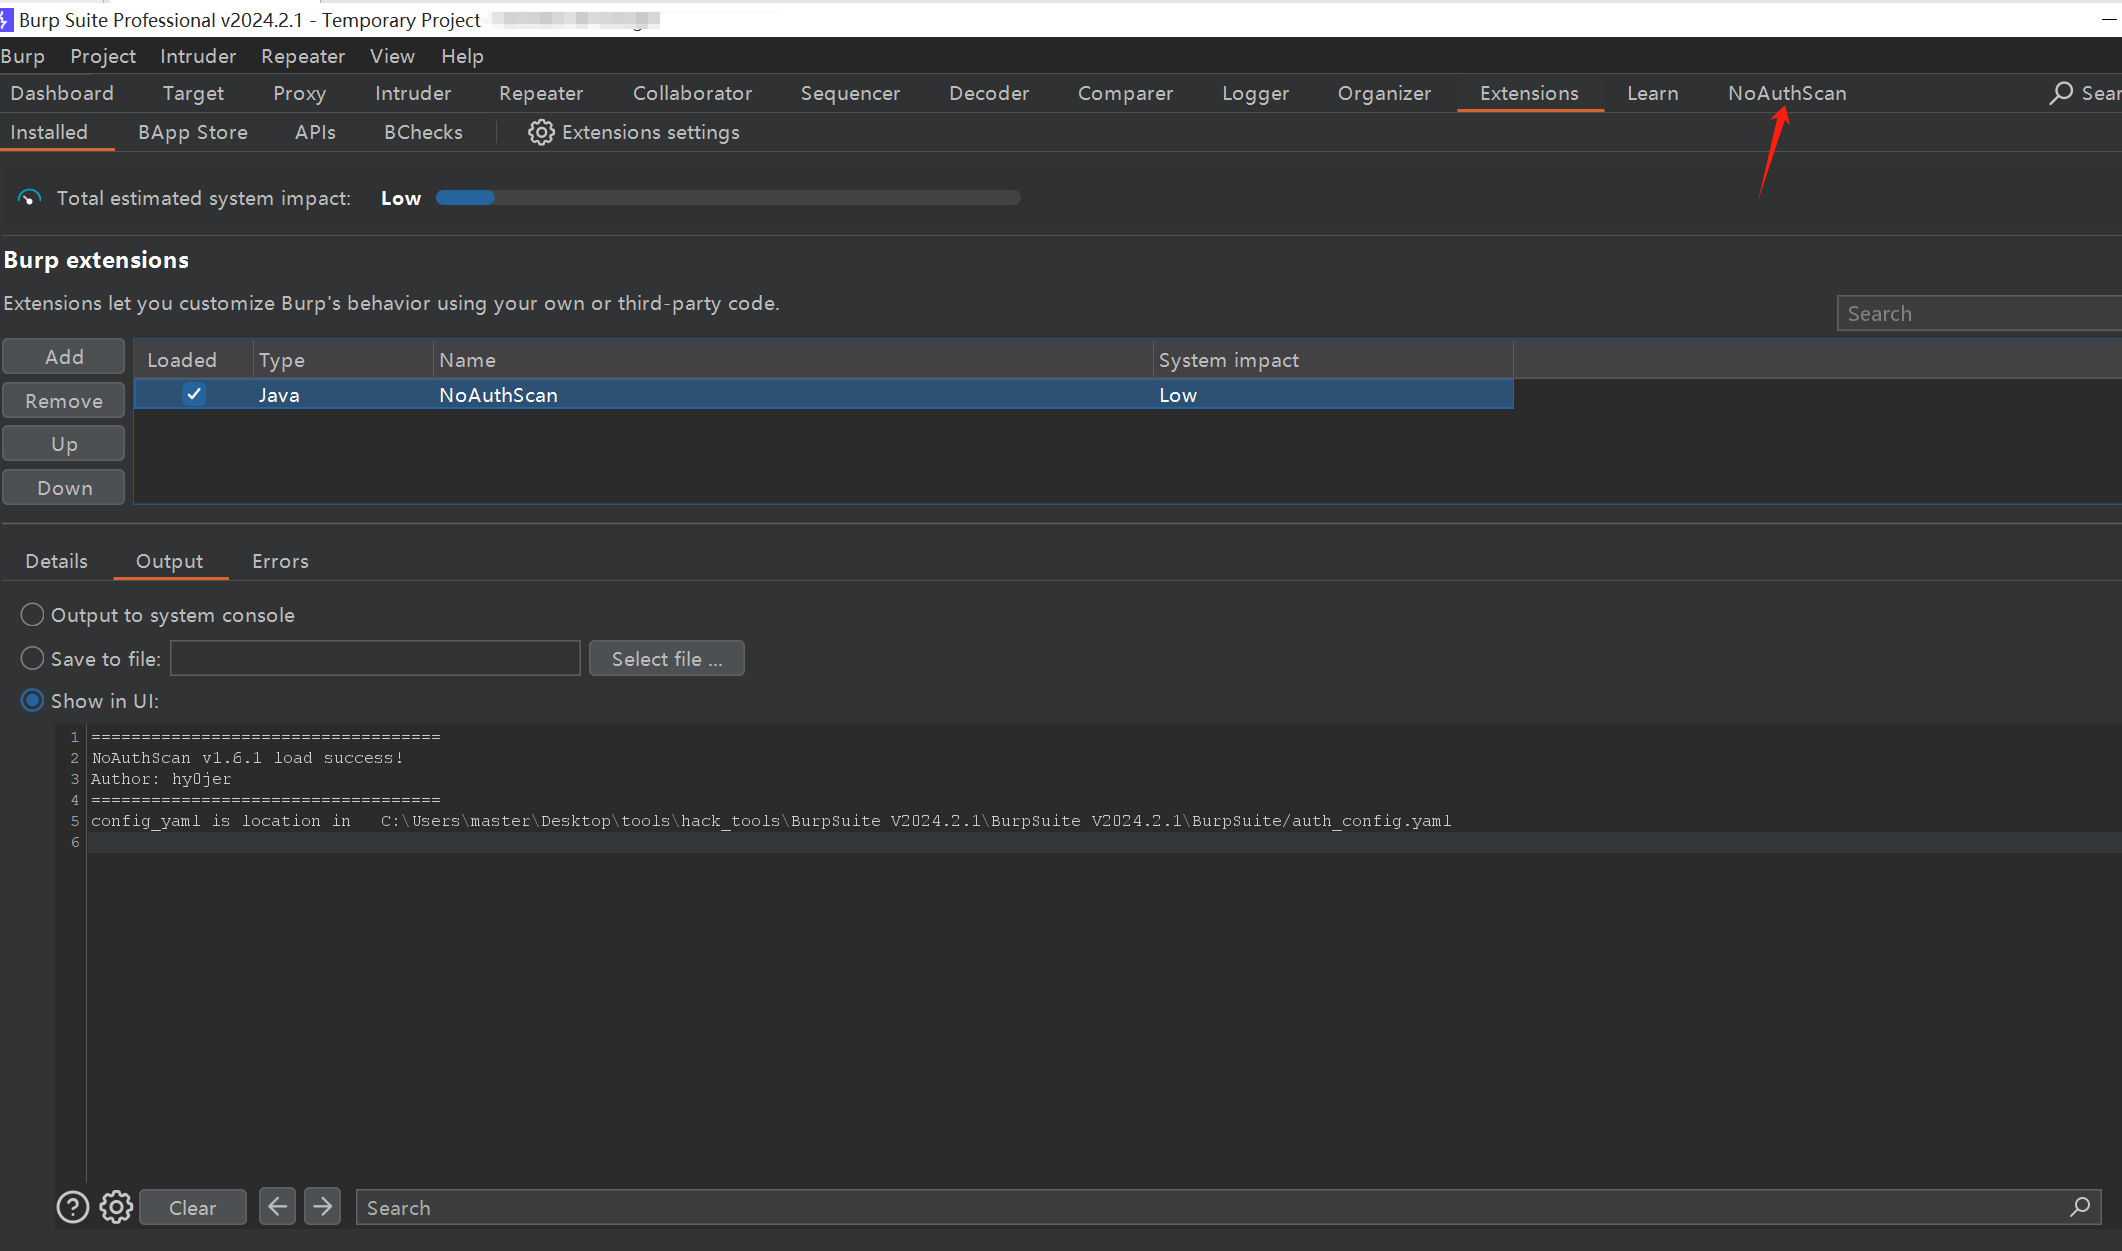 Burp Suite Professional v2024.2.1 - Temporary Project
Burp Project Intruder Repeater View Help
Dashboard Target Proxy Intruder Repeater Collaborator Sequencer Decoder Comparer Logger Organizer Extensions Learn NoAuthScan Sear
Installed BApp Store APIs BChecks Extensions settings
Total estimated system impact: Low
Burp extensions
Extensions let you customize Burp's behavior using your own or third-party code.
Search
Add
Remove
Up
Down
Loaded Type Name System impact
Java NoAuthScan Low
Details Output Errors
Output to system console
Save to file: Select file ...
Show in UI:
1 ===================================
2 NoAuthScan v1.6.1 load success!
3 Author: hy0jer
4 ===================================
5 config_yaml is location in C:\Users\master\Desktop\tools\hack_tools\BurpSuite V2024.2.1\BurpSuite V2024.2.1\BurpSuite/auth_config.yaml
6
Clear Search